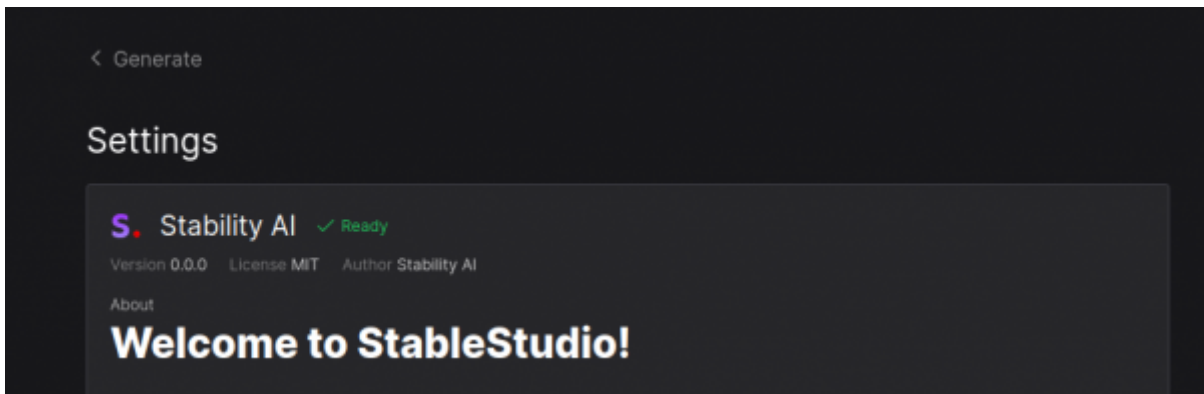 Generate
Settings
S. Stability AI Ready
Version 0.0.0 License MIT Author Stability AI
About
Welcome to StableStudio!